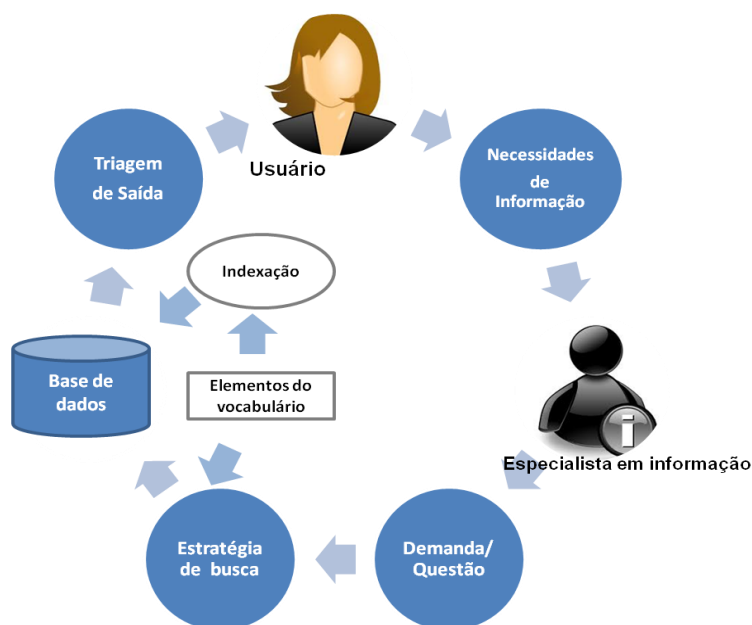 Usuário
Necessidades
de
Informação
Especialista em informação
Demanda/
Questão
Estratégia
de busca
Elementos do
vocabulário
Indexação
Base de
dados
Triagem
de Saída
i